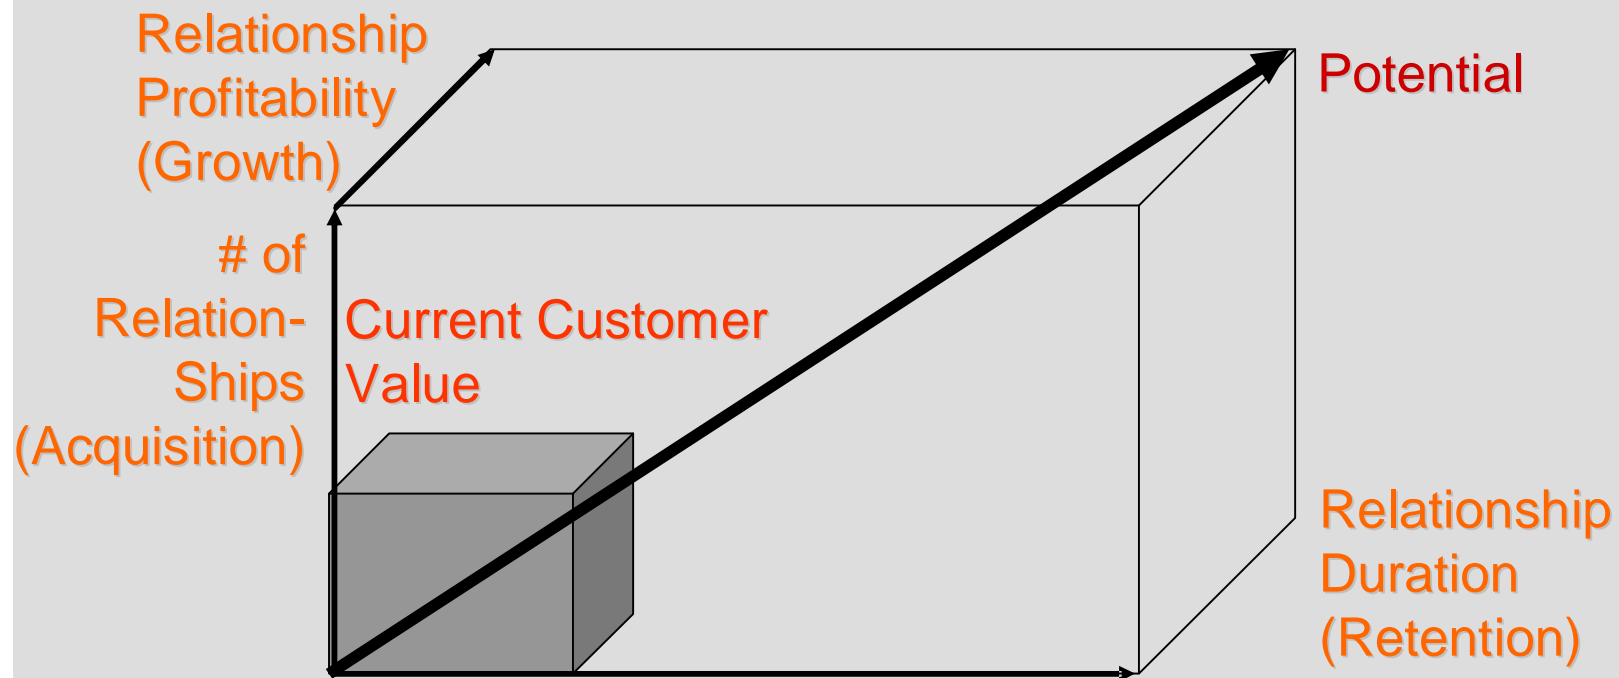 Relationship
Profitability
(Growth)
Potential
# of
Relation-
Ships
(Acquisition)
Current Customer
Value
Relationship
Duration
(Retention)